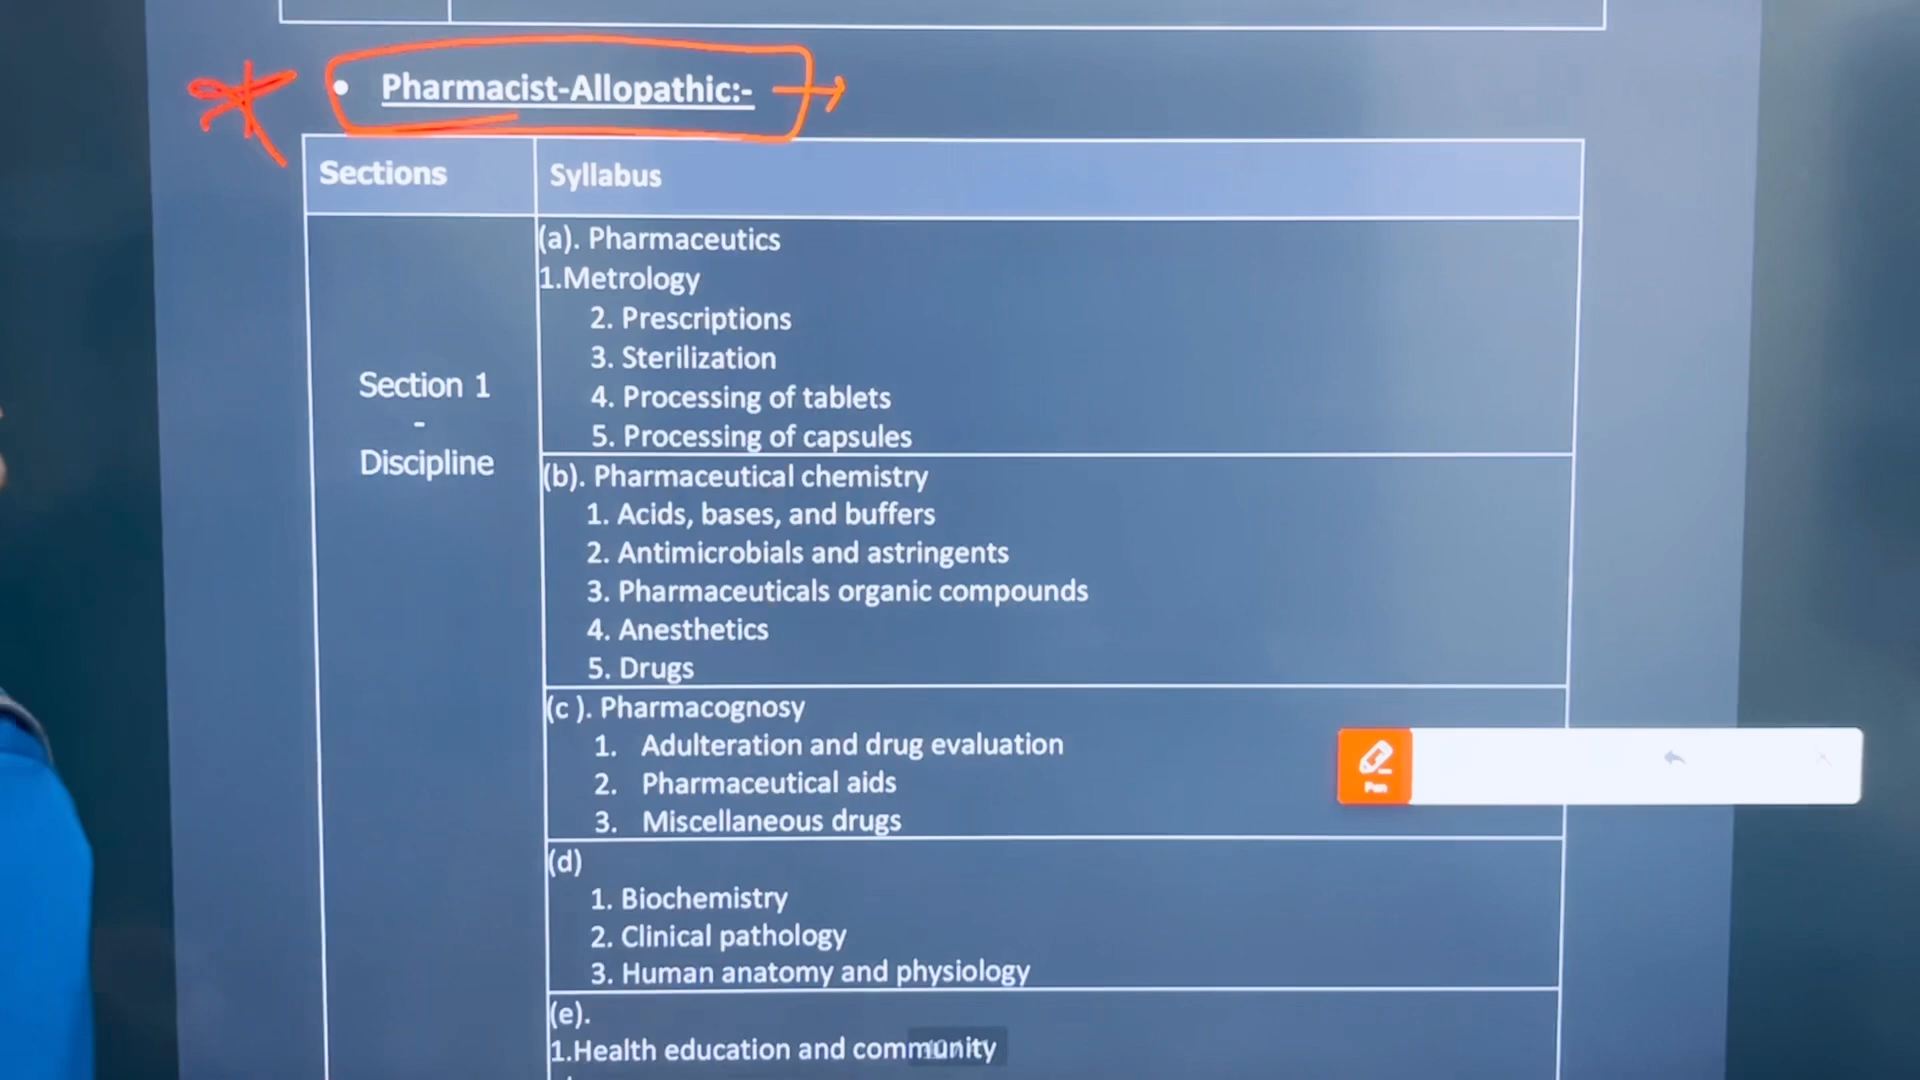 • Pharmacist-Allopathic:-
Sections
Syllabus
Section 1
-
Discipline
(a). Pharmaceutics
1.Metrology
2. Prescriptions
3. Sterilization
4. Processing of tablets
5. Processing of capsules
(b). Pharmaceutical chemistry
1. Acids, bases, and buffers
2. Antimicrobials and astringents
3. Pharmaceuticals organic compounds
4. Anesthetics
5. Drugs
(c ). Pharmacognosy
1. Adulteration and drug evaluation
2. Pharmaceutical aids
3. Miscellaneous drugs
(d)
1. Biochemistry
2. Clinical pathology
3. Human anatomy and physiology
(e).
1.Health education and community
Pen